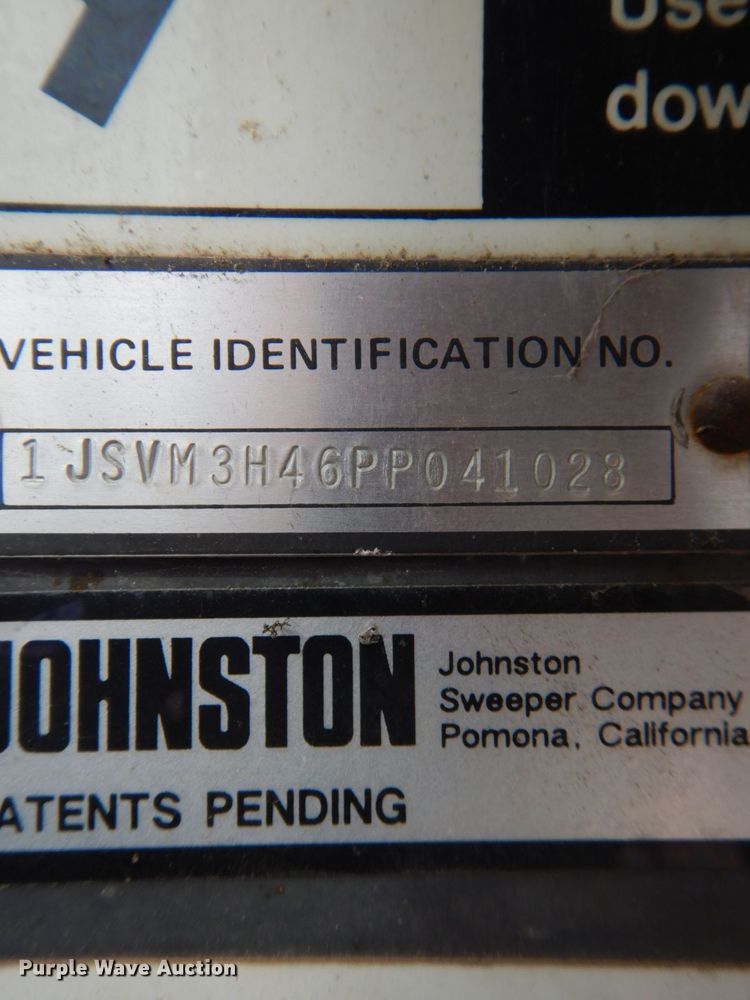 Use
dow
VEHICLE IDENTIFICATION NO.
1JSVM3H46PP041028
JOHNSTON
Johnston
Sweeper Company
Pomona, California
ATENTS PENDING
Purple Wave Auction